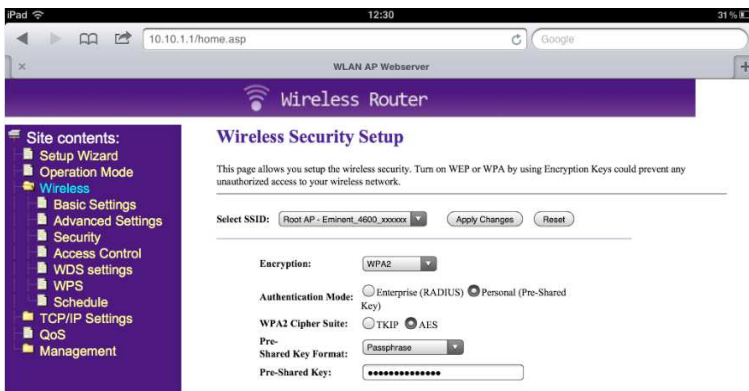 iPad 12:30 31 %
10.10.1.1/home.asp Google
WLAN AP Webserver
Wireless Router
Site contents:
Setup Wizard
Operation Mode
Wireless
Basic Settings
Advanced Settings
Security
Access Control
WDS settings
WPS
Schedule
TCP/IP Settings
QoS
Management
Wireless Security Setup
This page allows you setup the wireless security. Turn on WEP or WPA by using Encryption Keys could prevent any
unauthorized access to your wireless network.
Select SSID: Root AP - Eminent_4600_xxxxxx Apply Changes Reset
Encryption: WPA2
Authentication Mode: Enterprise (RADIUS) Personal (Pre-Shared
Key)
WPA2 Cipher Suite: TKIP AES
Pre-
Shared Key Format: Passphrase
Pre-Shared Key: ••••••••••••••